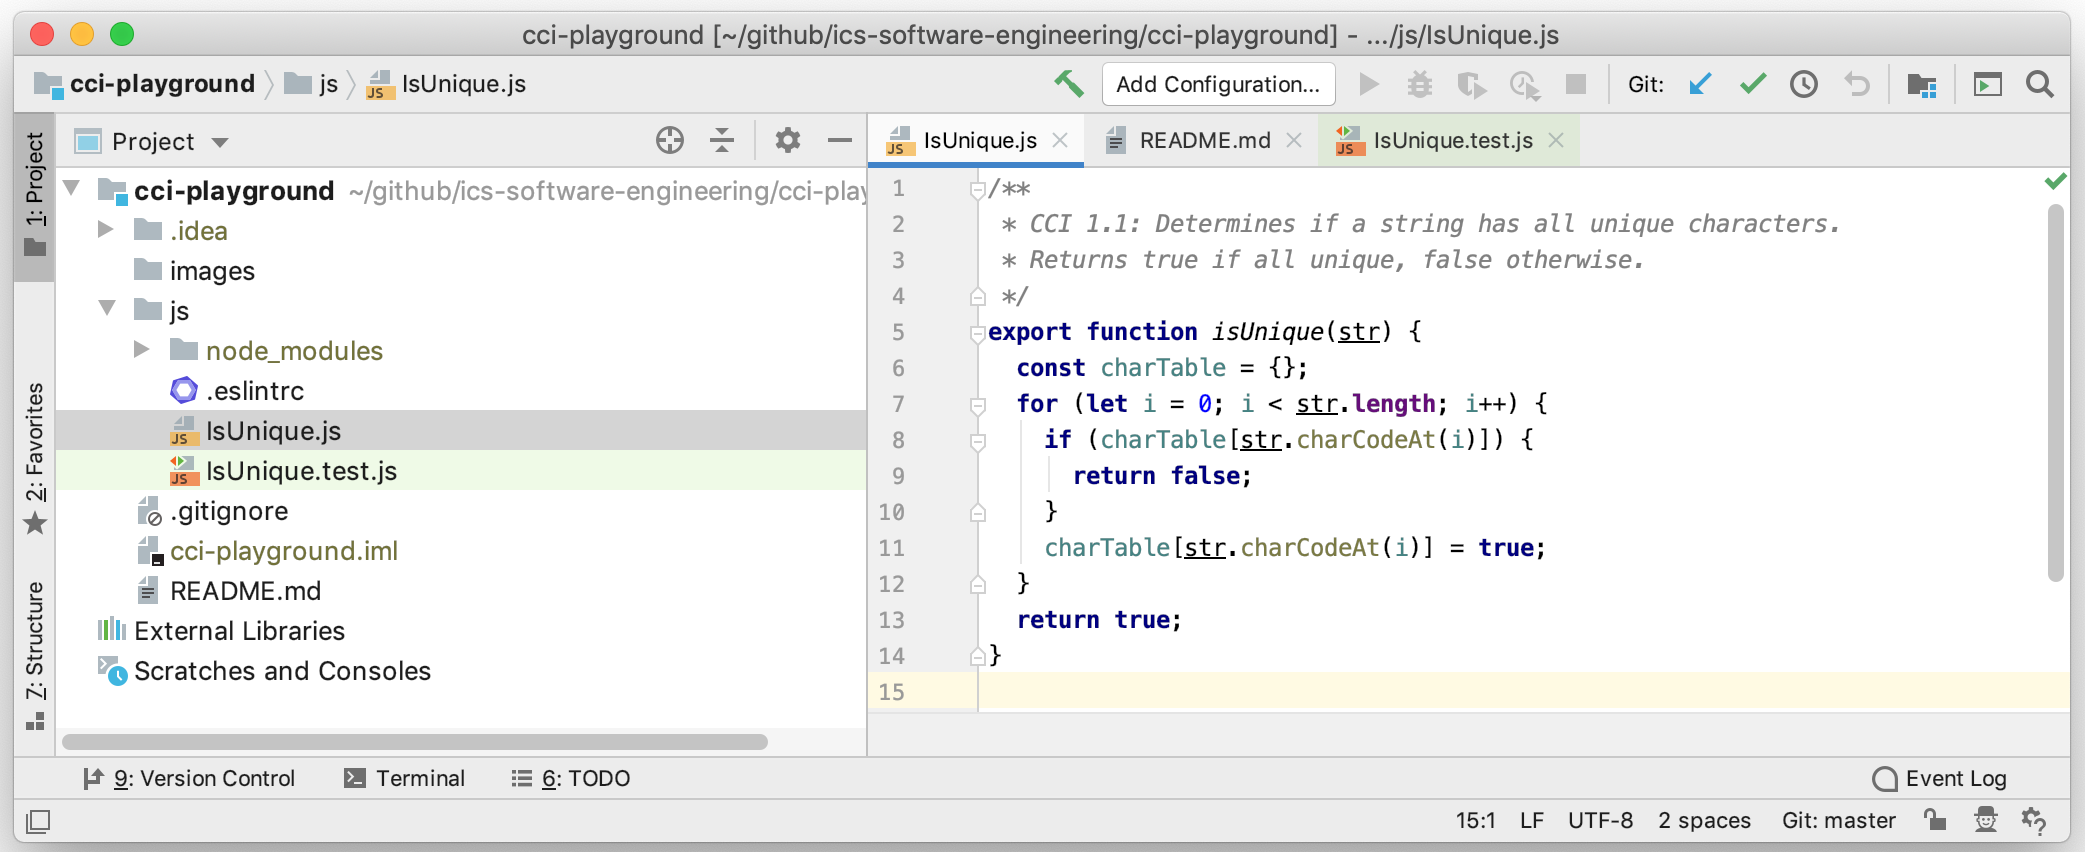 cci-playground [~/github/ics-software-engineering/cci-playground] - .../js/IsUnique.js
cci-playground js IsUnique.js Add Configuration... Git:
Project
IsUnique.js README.md IsUnique.test.js
1: Project
2: Favorites
7: Structure
cci-playground ~/github/ics-software-engineering/cci-play
.idea
images
js
node_modules
.eslintrc
IsUnique.js
IsUnique.test.js
.gitignore
cci-playground.iml
README.md
External Libraries
Scratches and Consoles
1 /**
2 * CCI 1.1: Determines if a string has all unique characters.
3 * Returns true if all unique, false otherwise.
4 */
5 export function isUnique(str) {
6 const charTable = {};
7 for (let i = 0; i < str.length; i++) {
8 if (charTable[str.charCodeAt(i)]) {
9 return false;
10 }
11 charTable[str.charCodeAt(i)] = true;
12 }
13 return true;
14 }
15
9: Version Control Terminal 6: TODO Event Log
15:1 LF UTF-8 2 spaces Git: master